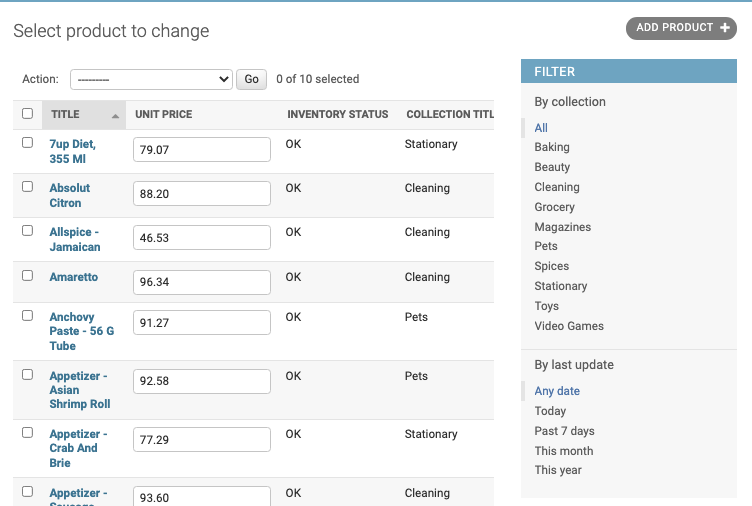 Select product to change
ADD PRODUCT +
Action: --------- Go 0 of 10 selected
TITLE UNIT PRICE INVENTORY STATUS COLLECTION TITL
7up Diet,
355 Ml
79.07 OK Stationary
Absolut
Citron
88.20 OK Cleaning
Allspice -
Jamaican
46.53 OK Cleaning
Amaretto 96.34 OK Cleaning
Anchovy
Paste - 56 G
Tube
91.27 OK Pets
Appetizer -
Asian
Shrimp Roll
92.58 OK Pets
Appetizer -
Crab And
Brie
77.29 OK Stationary
Appetizer -
93.60 OK Cleaning
FILTER
By collection
All
Baking
Beauty
Cleaning
Grocery
Magazines
Pets
Spices
Stationary
Toys
Video Games
By last update
Any date
Today
Past 7 days
This month
This year